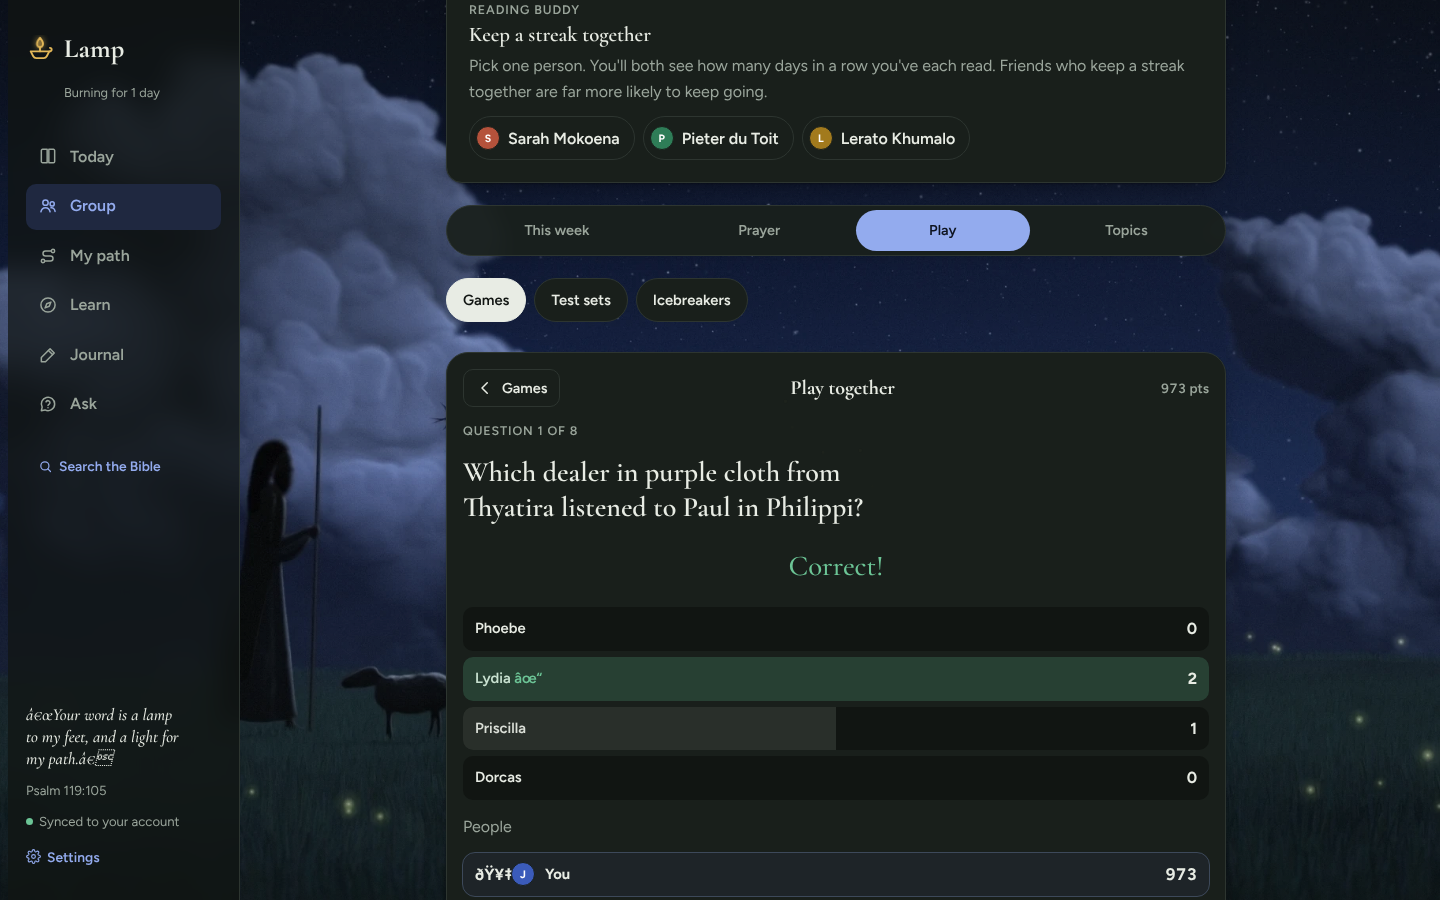 Lamp
Burning for 1 day
Today
Group
My path
Learn
Journal
Ask
Search the Bible
â€œYour word is a lamp
to my feet, and a light for
my path.â€
Psalm 119:105
Synced to your account
Settings
READING BUDDY
Keep a streak together
Pick one person. You'll both see how many days in a row you've each read. Friends who keep a streak
together are far more likely to keep going.
S Sarah Mokoena P Pieter du Toit L Lerato Khumalo
This week Prayer Play Topics
Games Test sets Icebreakers
Games Play together 973 pts
QUESTION 1 OF 8
Which dealer in purple cloth from
Thyatira listened to Paul in Philippi?
Correct!
Phoebe 0
Lydia âœ“ 2
Priscilla 1
Dorcas 0
People
ðŸ¥‡ J You 973